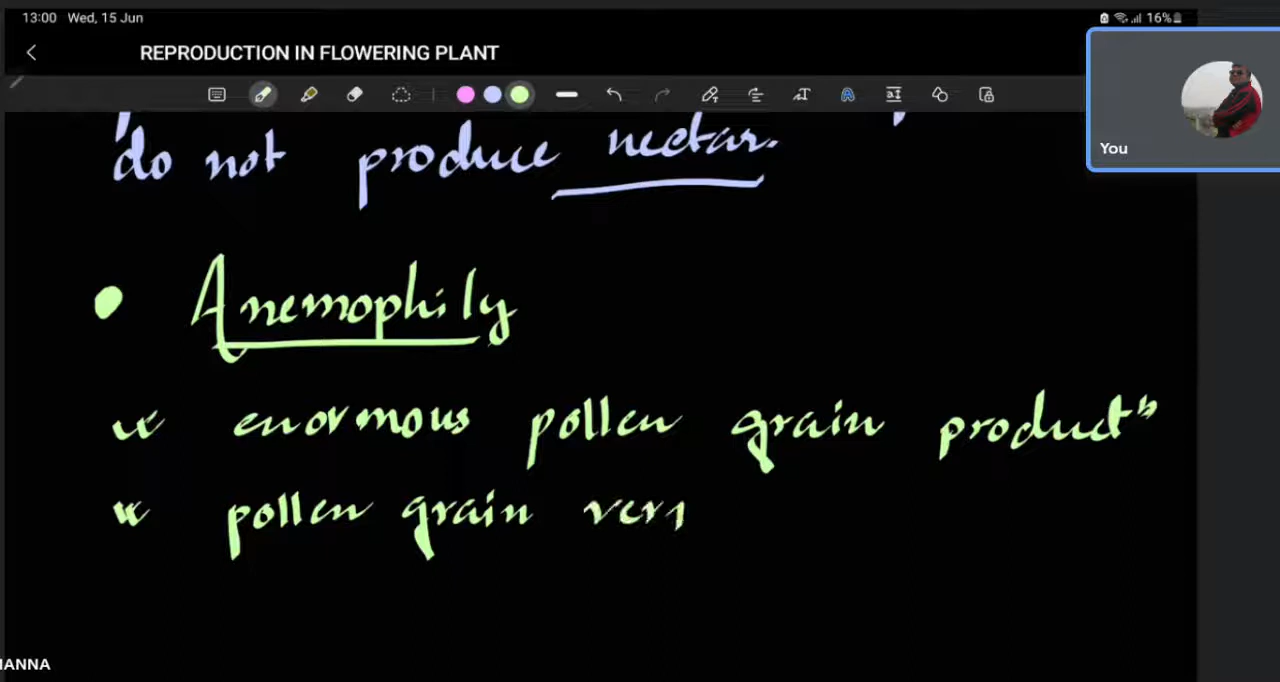 13:00 Wed, 15 Jun 16%
REPRODUCTION IN FLOWERING PLANT
You
do not produce nectar.
Anemophily
enormous pollen grain productn
pollen grain very
IANNA